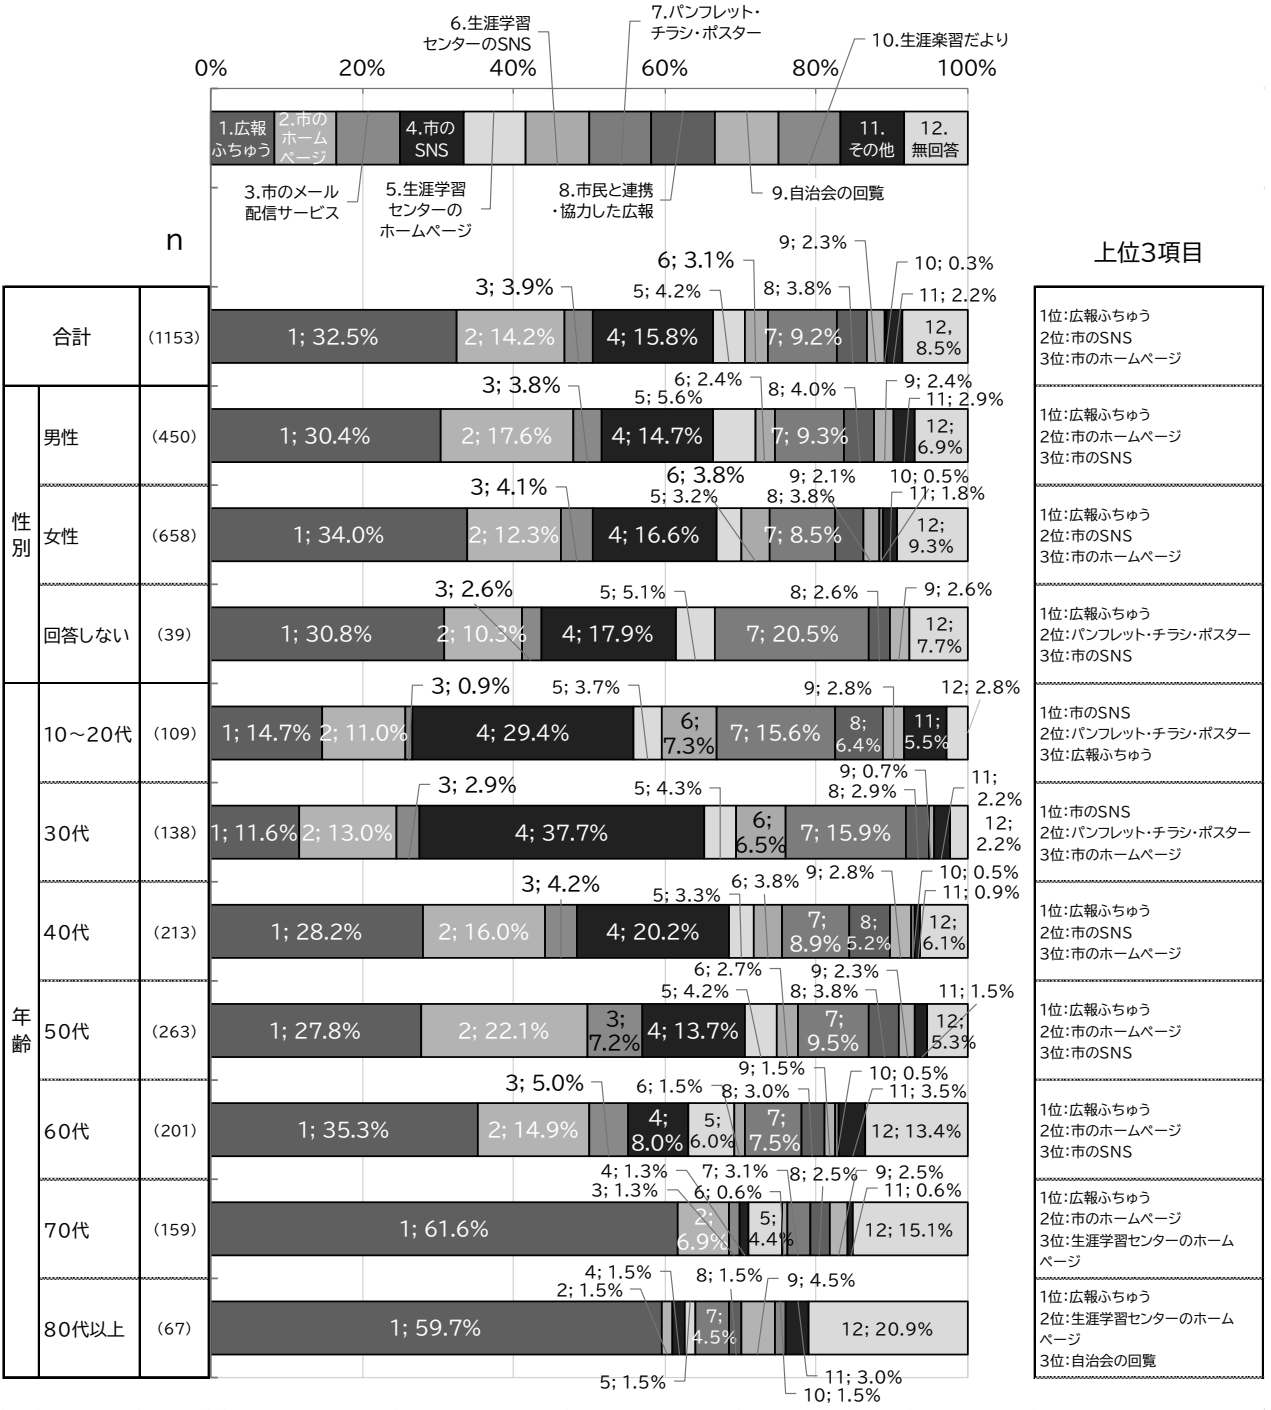 6.生涯学習
センターのSNS
7.パンフレット・
チラシ・ポスター
10.生涯楽習だより
0%
20%
40%
60%
80%
100%
1.広報
ふちゅう
2.市の
ホーム
ページ
4.市の
SNS
11.
その他
12.
無回答
3.市のメール
配信サービス
5.生涯学習
センターの
ホームページ
8.市民と連携
・協力した広報
9.自治会の回覧
n
上位3項目
合計
(1153)
1; 32.5%
2; 14.2%
3; 3.9%
4; 15.8%
5; 4.2%
6; 3.1%
7; 9.2%
8; 3.8%
9; 2.3%
10; 0.3%
11; 2.2%
12,
8.5%
1位:広報ふちゅう
2位:市のSNS
3位:市のホームページ
性
別
男性
(450)
1; 30.4%
2; 17.6%
3; 3.8%
4; 14.7%
5; 5.6%
6; 2.4%
7; 9.3%
8; 4.0%
9; 2.4%
11; 2.9%
12;
6.9%
1位:広報ふちゅう
2位:市のホームページ
3位:市のSNS
女性
(658)
1; 34.0%
2; 12.3%
3; 4.1%
4; 16.6%
5; 3.2%
6; 3.8%
7; 8.5%
8; 3.8%
9; 2.1%
10; 0.5%
11; 1.8%
12;
9.3%
1位:広報ふちゅう
2位:市のSNS
3位:市のホームページ
回答しない
(39)
1; 30.8%
2; 10.3%
3; 2.6%
4; 17.9%
5; 5.1%
7; 20.5%
8; 2.6%
9; 2.6%
12;
7.7%
1位:広報ふちゅう
2位:パンフレット・チラシ・ポスター
3位:市のSNS
年
齢
10~20代
(109)
1; 14.7%
2; 11.0%
3; 0.9%
4; 29.4%
5; 3.7%
6;
7.3%
7; 15.6%
8;
6.4%
9; 2.8%
11;
5.5%
12; 2.8%
1位:市のSNS
2位:パンフレット・チラシ・ポスター
3位:広報ふちゅう
30代
(138)
1; 11.6%
2; 13.0%
3; 2.9%
4; 37.7%
5; 4.3%
6;
6.5%
7; 15.9%
8; 2.9%
9; 0.7%
11;
2.2%
12;
2.2%
1位:市のSNS
2位:パンフレット・チラシ・ポスター
3位:市のホームページ
40代
(213)
1; 28.2%
2; 16.0%
3; 4.2%
4; 20.2%
5; 3.3%
6; 3.8%
7;
8.9%
8;
5.2%
9; 2.8%
10; 0.5%
11; 0.9%
12;
6.1%
1位:広報ふちゅう
2位:市のSNS
3位:市のホームページ
50代
(263)
1; 27.8%
2; 22.1%
3;
7.2%
4; 13.7%
5; 4.2%
6; 2.7%
7;
9.5%
8; 3.8%
9; 2.3%
11; 1.5%
12;
5.3%
1位:広報ふちゅう
2位:市のホームページ
3位:市のSNS
60代
(201)
1; 35.3%
2; 14.9%
3; 5.0%
4;
8.0%
5;
6.0%
6; 1.5%
7;
7.5%
8; 3.0%
9; 1.5%
10; 0.5%
11; 3.5%
12; 13.4%
1位:広報ふちゅう
2位:市のホームページ
3位:市のSNS
70代
(159)
1; 61.6%
2;
6.9%
3; 1.3%
4; 1.3%
5;
4.4%
6; 0.6%
7; 3.1%
8; 2.5%
9; 2.5%
11; 0.6%
12; 15.1%
1位:広報ふちゅう
2位:市のホームページ
3位:生涯学習センターのホーム
ページ
80代以上
(67)
1; 59.7%
2; 1.5%
4; 1.5%
5; 1.5%
7;
4.5%
8; 1.5%
9; 4.5%
10; 1.5%
11; 3.0%
12; 20.9%
1位:広報ふちゅう
2位:生涯学習センターのホーム
ページ
3位:自治会の回覧